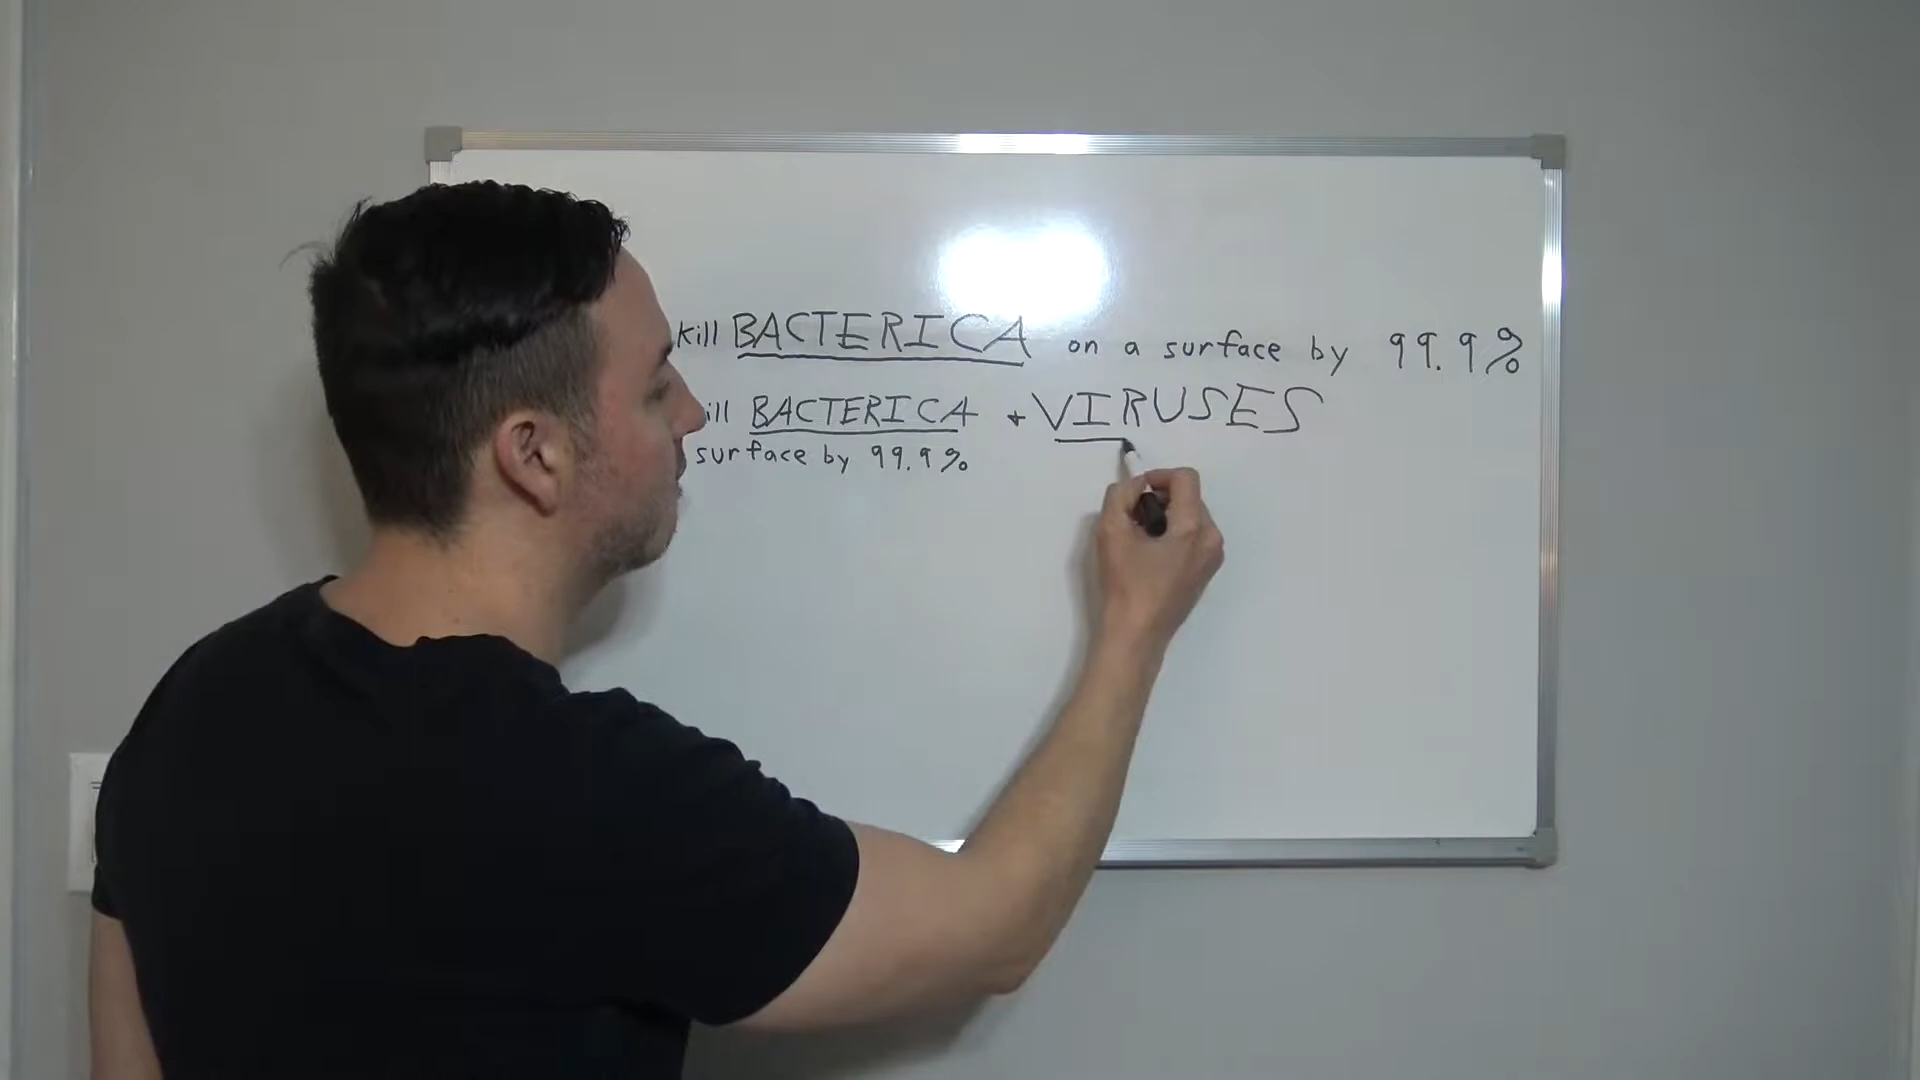 kill BACTERICA on a surface by 99.9%
ill BACTERICA + VIRUSES
surface by 99.9%